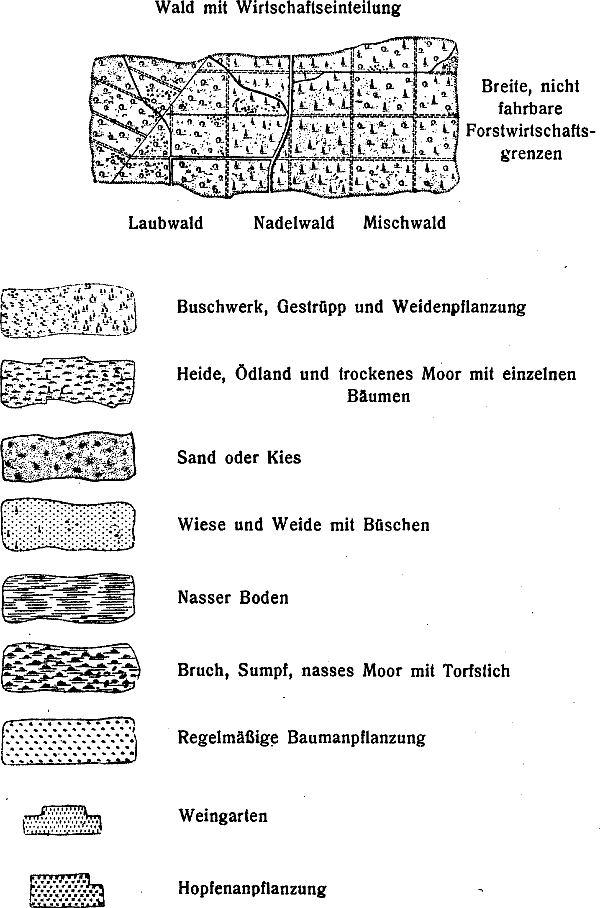 Wald mit Wirtschaftseinteilung
Breite, nicht
fahrbare
Forstwirtschafts-
grenzen
Laubwald Nadelwald Mischwald
Buschwerk, Gestrüpp und Weidenpflanzung
Heide, Ödland und trockenes Moor mit einzelnen
Bäumen
Sand oder Kies
Wiese und Weide mit Büschen
Nasser Boden
Bruch, Sumpf, nasses Moor mit Torfstich
Regelmäßige Baumanpflanzung
Weingarten
Hopfenanpflanzung